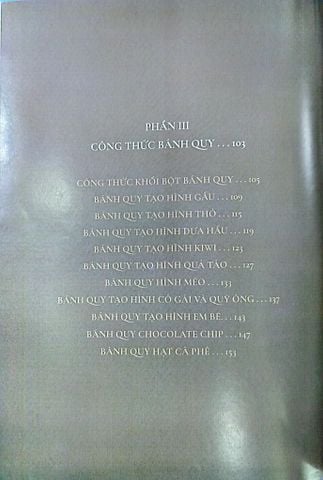 PHẦN III
CÔNG THỨC BÁNH QUY . . . 103
CÔNG THỨC KHỐI BỘT BÁNH QUY . . . 105
BÁNH QUY TẠO HÌNH GẤU . . . 109
BÁNH QUY TẠO HÌNH THỎ . . . 115
BÁNH QUY TẠO HÌNH DƯA HẤU . . . 119
BÁNH QUY TẠO HÌNH KIWI . . . 123
BÁNH QUY TẠO HÌNH QUẢ TÁO . . . 127
BÁNH QUY HÌNH MÈO . . . 133
BÁNH QUY TẠO HÌNH CÔ GÁI VÀ QUÝ ÔNG . . . 137
BÁNH QUY TẠO HÌNH EM BÉ . . . 143
BÁNH QUY CHOCOLATE CHIP . . . 147
BÁNH QUY HẠT CÀ PHÊ . . . 153